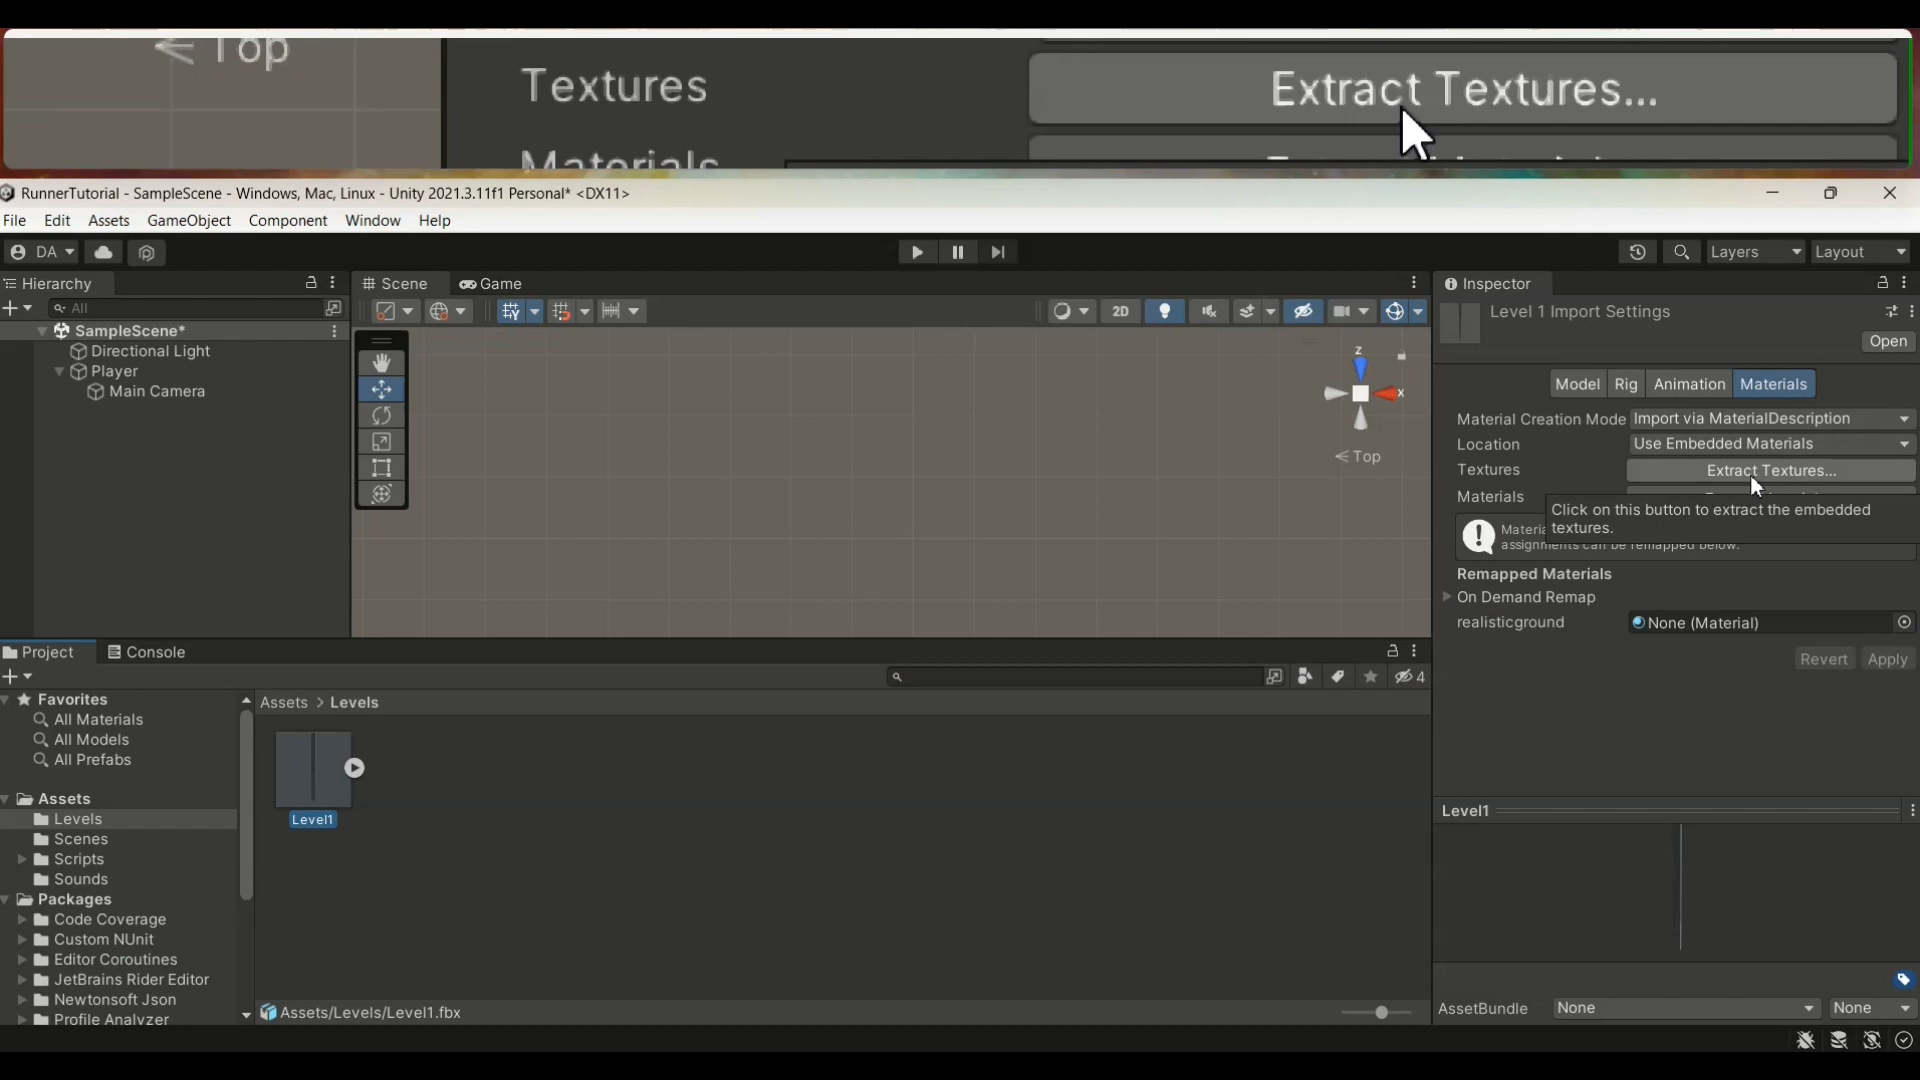 Top
Textures
Extract Textures...
Materials
RunnerTutorial - SampleScene - Windows, Mac, Linux - Unity 2021.3.11f1 Personal* <DX11>
File Edit Assets GameObject Component Window Help
DA
Layers
Layout
Hierarchy
All
SampleScene*
Directional Light
Player
Main Camera
Scene
Game
2D
z
x
Top
Inspector
Level 1 Import Settings
Open
Model Rig Animation Materials
Material Creation Mode Import via MaterialDescription
Location Use Embedded Materials
Textures Extract Textures...
Materials
Click on this button to extract the embedded
textures.
assignments can be remapped below.
Remapped Materials
On Demand Remap
realisticground None (Material)
Revert Apply
Project
Console
4
Favorites
All Materials
All Models
All Prefabs
Assets
Levels
Scenes
Scripts
Sounds
Packages
Code Coverage
Custom NUnit
Editor Coroutines
JetBrains Rider Editor
Newtonsoft Json
Profile Analyzer
Assets > Levels
Level1
Assets/Levels/Level1.fbx
Level1
AssetBundle None None